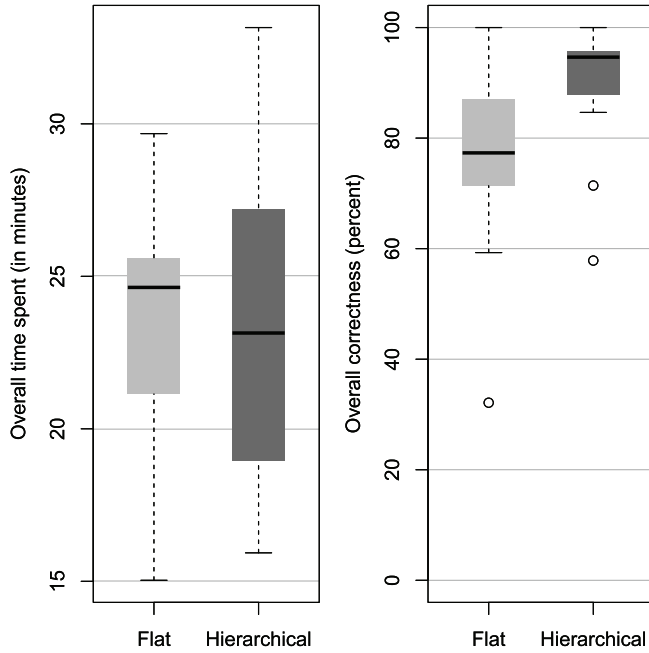 Overall time spent (in minutes)
30
25
20
15
Flat
Hierarchical
Overall correctness (percent)
100
80
60
40
20
0
Flat
Hierarchical